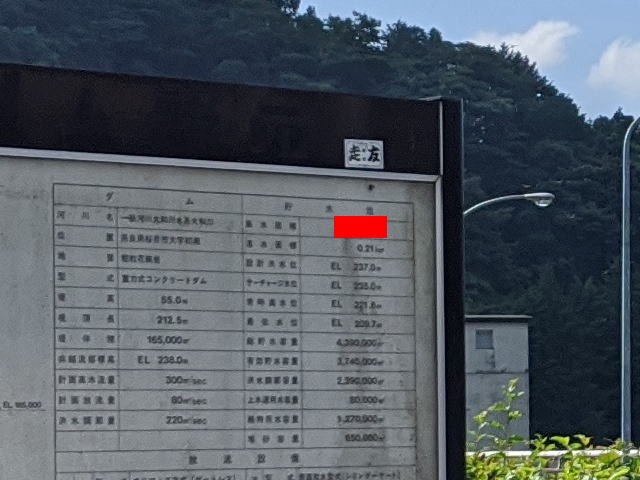 走友
ダム 貯水池
河川名 一級河川大和川水系大和川 集水面積
位置 奈良県桜井市大字初瀬 湛水面積 0.21㎢
地質 設計洪水位 EL 237.0m
型式 重力式コンクリートダム サーチャージ水位 EL 235.0m
堤高 55.0m 常時満水位 EL 221.6m
堤頂長 212.5m 最低水位 EL 209.7m
堤体積 165,000㎥ 総貯水容量 4,390,000㎥
非越流部標高 EL 238.0m 有効貯水容量 3,740,000㎥
計画高水流量 300㎥/sec 洪水調節容量 2,390,000㎥
計画放流量 80㎥/sec 上水道用水容量 80,000㎥
洪水調節量 220㎥/sec 維持用水容量 1,270,000㎥
堆砂容量 650,000㎥
放流設備
EL 185,000